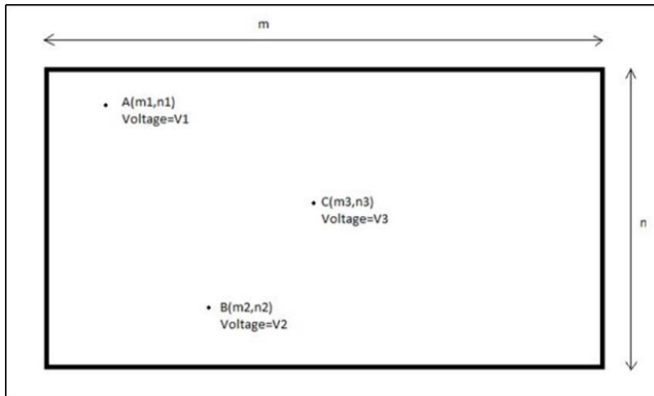 m
A(m1,n1)
Voltage=V1
C(m3,n3)
Voltage=V3
n
B(m2,n2)
Voltage=V2